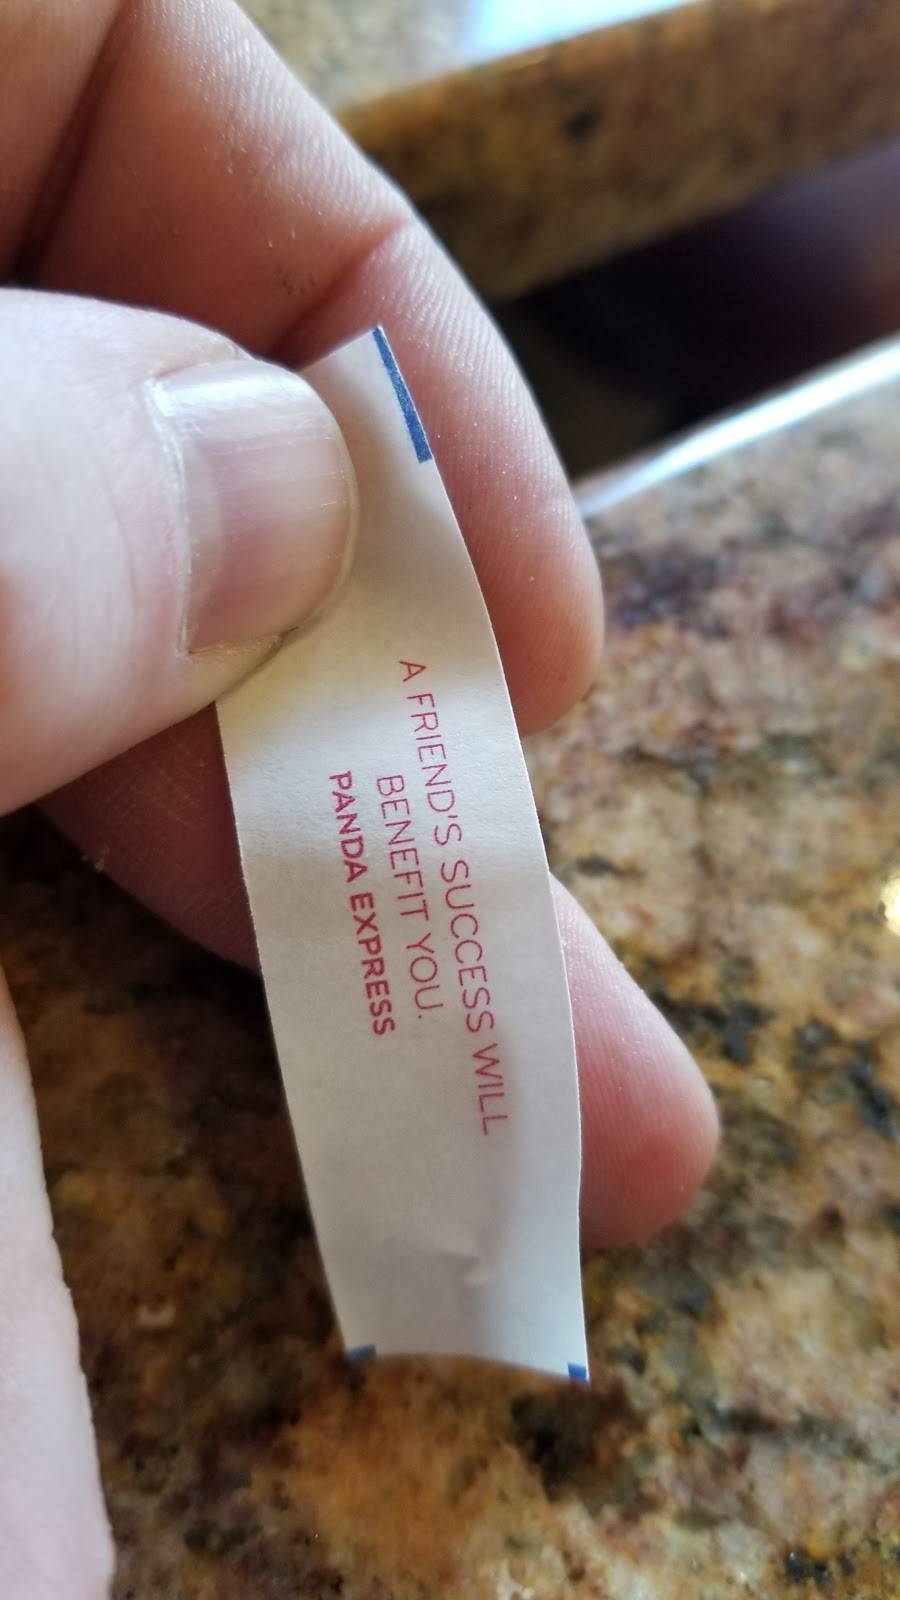 A FRIEND'S SUCCESS WILL
BENEFIT YOU.
PANDA EXPRESS